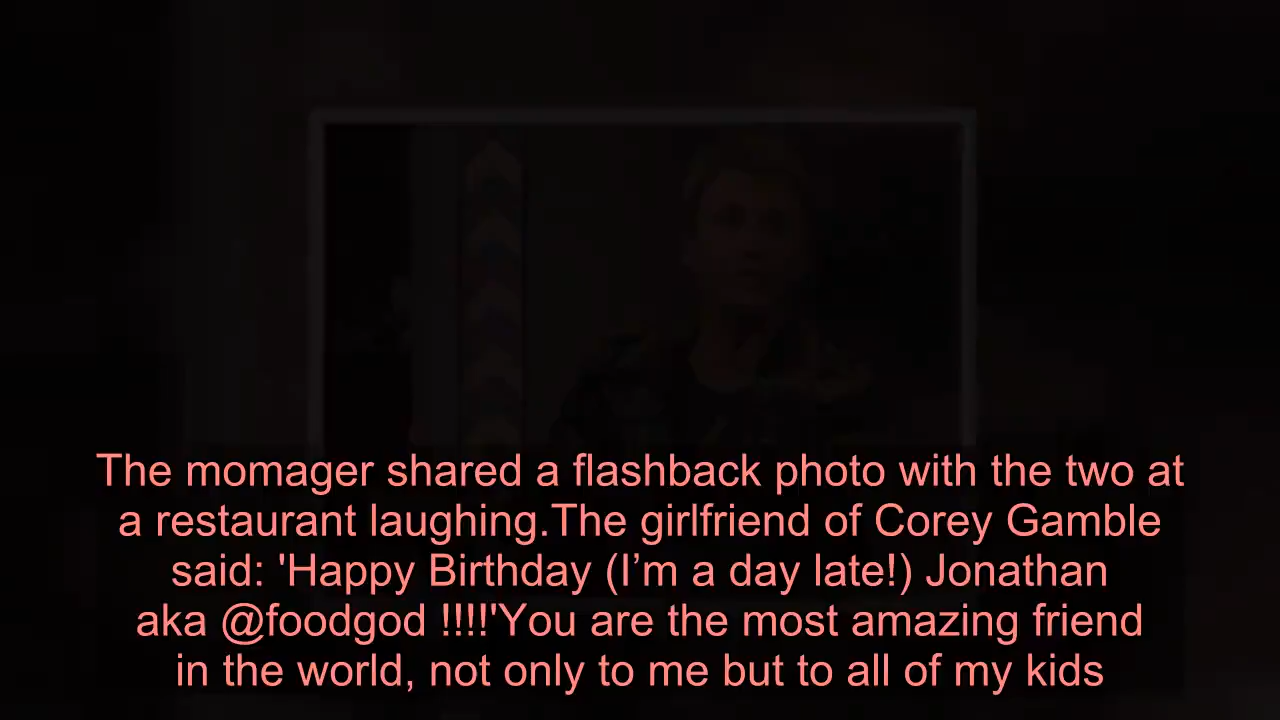 The momager shared a flashback photo with the two at
a restaurant laughing.The girlfriend of Corey Gamble
said: 'Happy Birthday (I’m a day late!) Jonathan
aka @foodgod !!!!'You are the most amazing friend
in the world, not only to me but to all of my kids